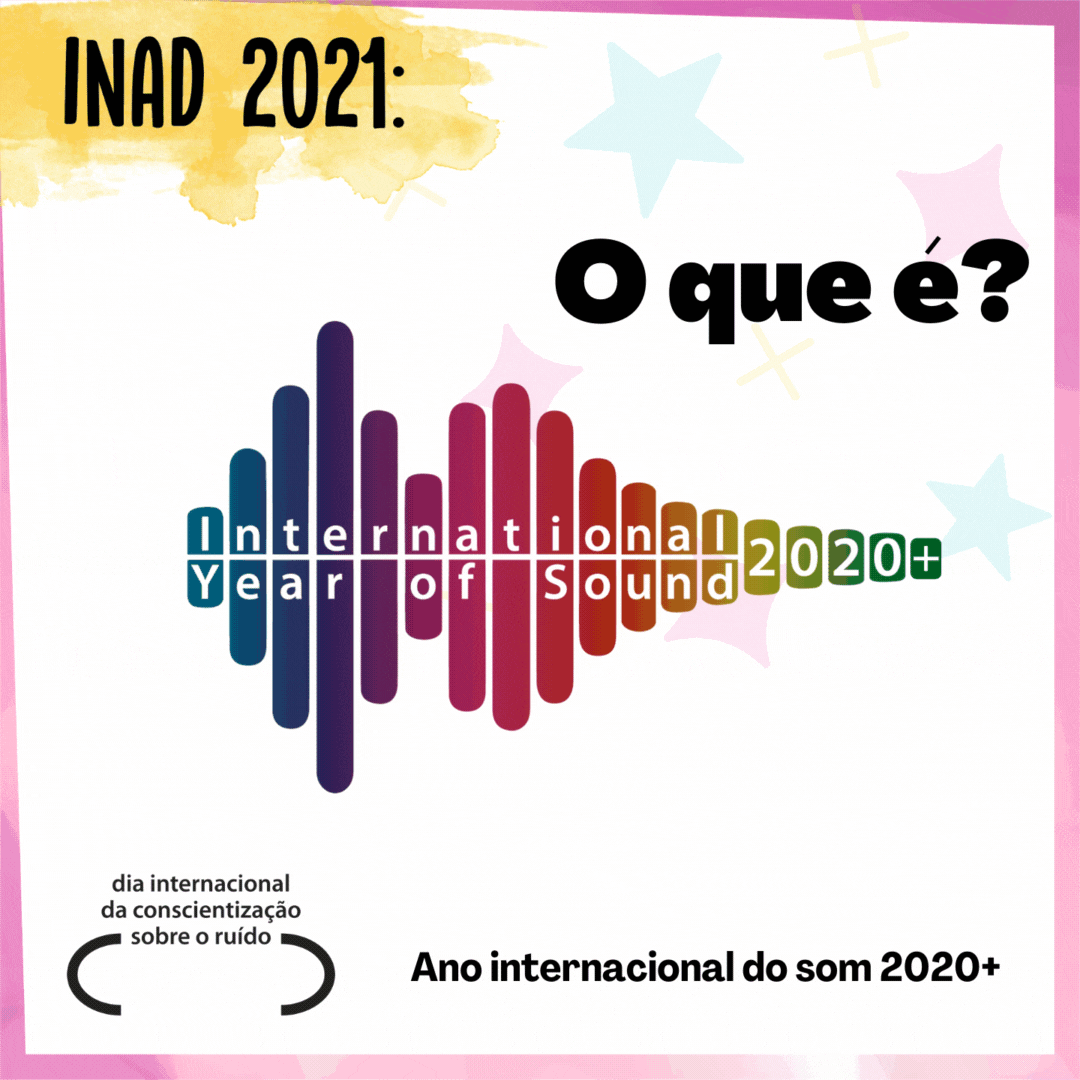 INAD 2021:
O que é?
International
Year of Sound 2020+
dia internacional
da conscientização
sobre o ruído
Ano internacional do som 2020+